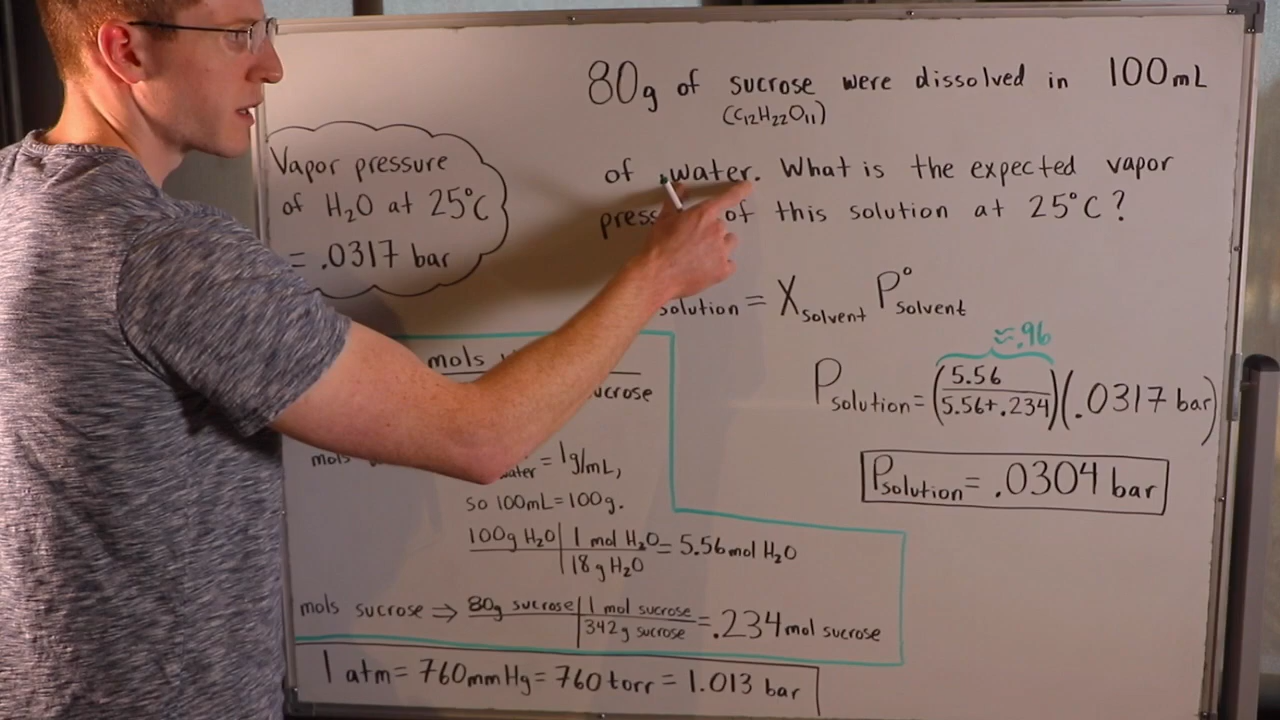 80g of sucrose were dissolved in 100mL
(C12H22O11)
of water. What is the expected vapor
of this solution at 25°C?
Vapor pressure
of H2O at 25°C
= .0317 bar
solution = Xsolvent P°solvent
≈.96
Psolution = (5.56 / 5.56+.234)(.0317 bar)
Psolution = .0304 bar
mols
mols
= 1g/mL,
so 100mL = 100g.
100g H2O | 1 mol H2O = 5.56 mol H2O
18 g H2O
mols sucrose ⇒ 80g sucrose | 1 mol sucrose = .234 mol sucrose
342 g sucrose
1 atm = 760 mmHg = 760 torr = 1.013 bar